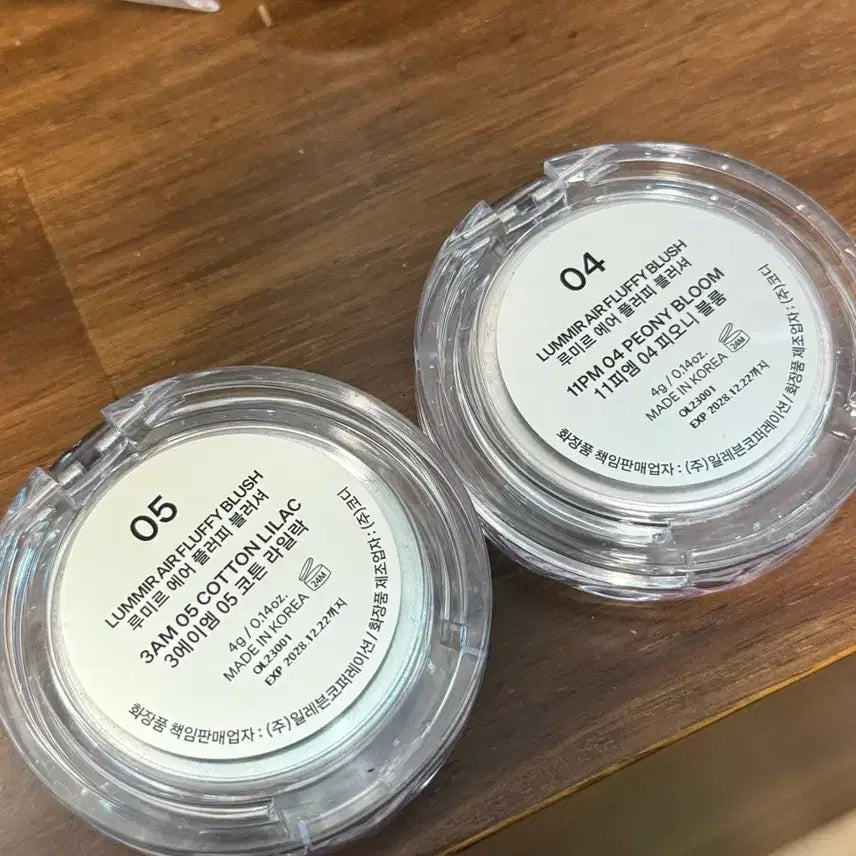 05
LUMMIR AIR FLUFFY BLUSH
루미르 에어 플러피 블러셔
3AM 05 COTTON LILAC
3에이엠 05 코튼 라일락
4g / 0.14oz.
MADE IN KOREA
24M
OL23001
EXP 2028.12.22까지
화장품 책임판매업자 : (주)일레븐코퍼레이션 / 화장품 제조업자 : (주)코디
04
LUMMIR AIR FLUFFY BLUSH
루미르 에어 플러피 블러셔
11PM 04 PEONY BLOOM
11피엠 04 피오니 블룸
4g / 0.14oz.
MADE IN KOREA
24M
OL23001
EXP 2028.12.22까지
화장품 책임판매업자 : (주)일레븐코퍼레이션 / 화장품 제조업자 : (주)코디